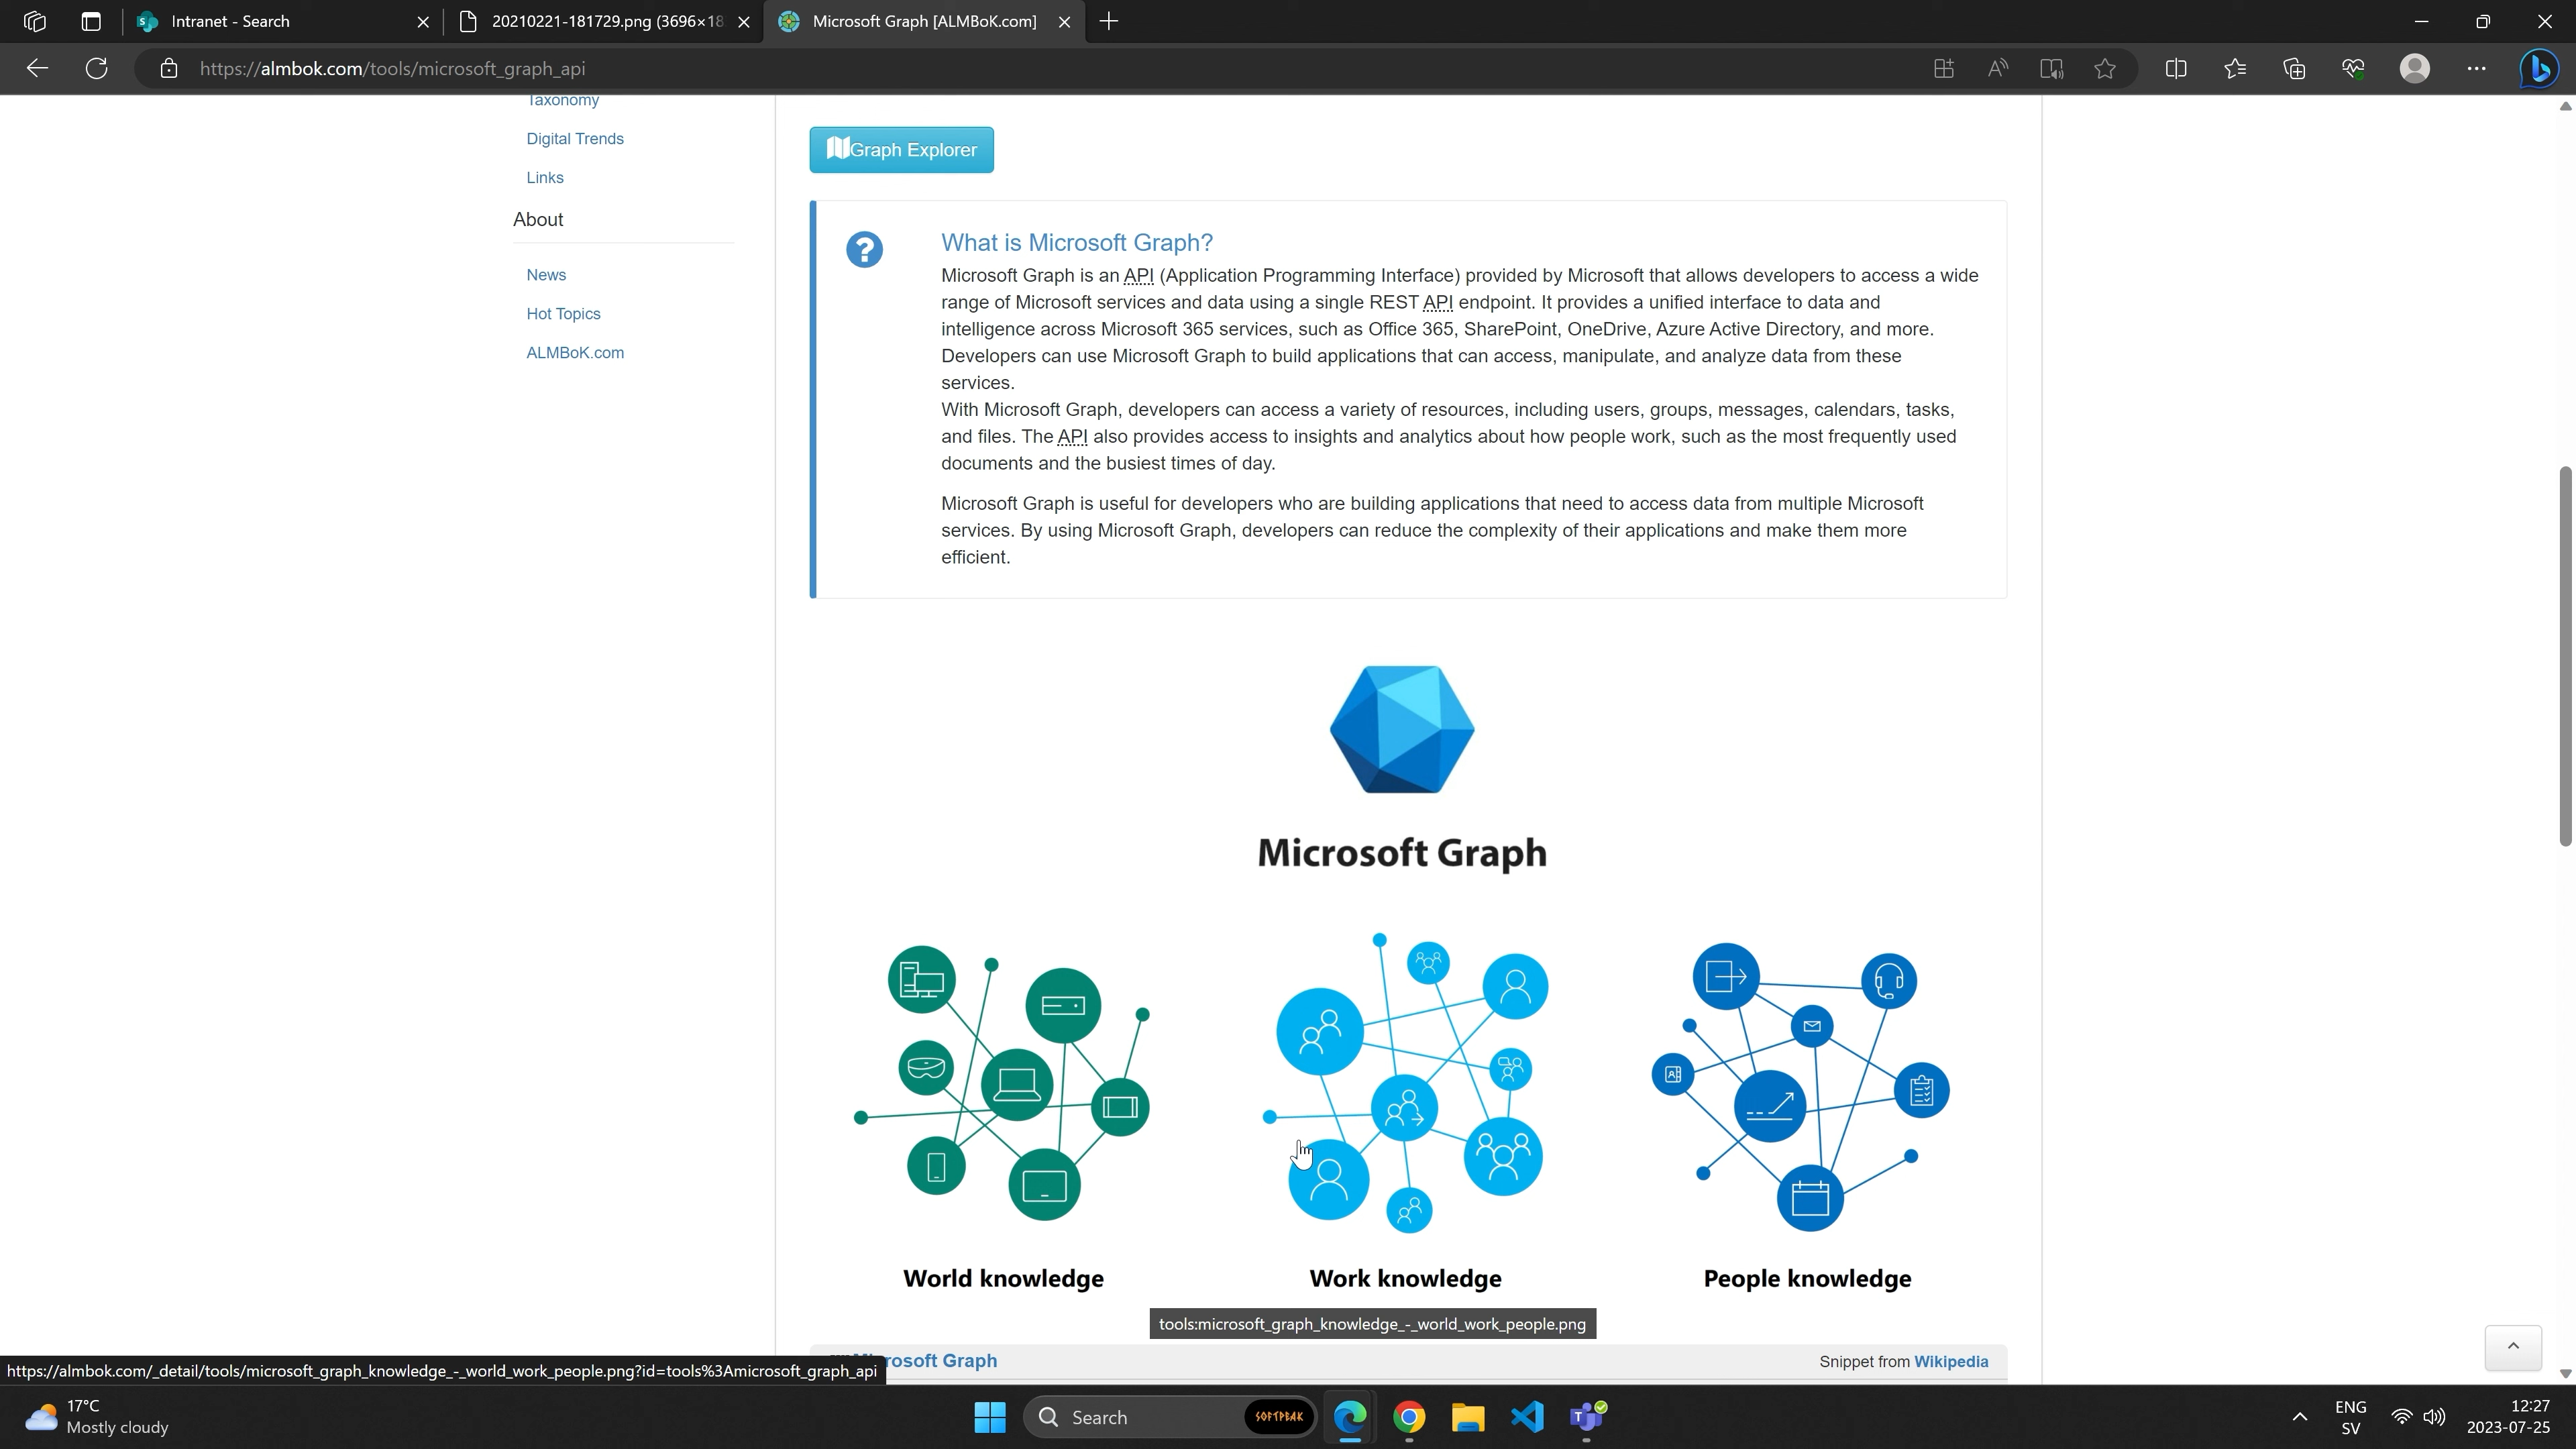 Intranet - Search
20210221-181729.png (3696×18
Microsoft Graph [ALMBoK.com]
https://almbok.com/tools/microsoft_graph_api
Taxonomy
Digital Trends
Links
About
News
Hot Topics
ALMBoK.com
Graph Explorer
What is Microsoft Graph?
Microsoft Graph is an API (Application Programming Interface) provided by Microsoft that allows developers to access a wide
range of Microsoft services and data using a single REST API endpoint. It provides a unified interface to data and
intelligence across Microsoft 365 services, such as Office 365, SharePoint, OneDrive, Azure Active Directory, and more.
Developers can use Microsoft Graph to build applications that can access, manipulate, and analyze data from these
services.
With Microsoft Graph, developers can access a variety of resources, including users, groups, messages, calendars, tasks,
and files. The API also provides access to insights and analytics about how people work, such as the most frequently used
documents and the busiest times of day.
Microsoft Graph is useful for developers who are building applications that need to access data from multiple Microsoft
services. By using Microsoft Graph, developers can reduce the complexity of their applications and make them more
efficient.
Microsoft Graph
World knowledge
Work knowledge
People knowledge
tools:microsoft_graph_knowledge_-_world_work_people.png
rosoft Graph
Snippet from Wikipedia
https://almbok.com/_detail/tools/microsoft_graph_knowledge_-_world_work_people.png?id=tools%3Amicrosoft_graph_api
17°C
Mostly cloudy
Search
SOFTPEAK
ENG
SV
12:27
2023-07-25